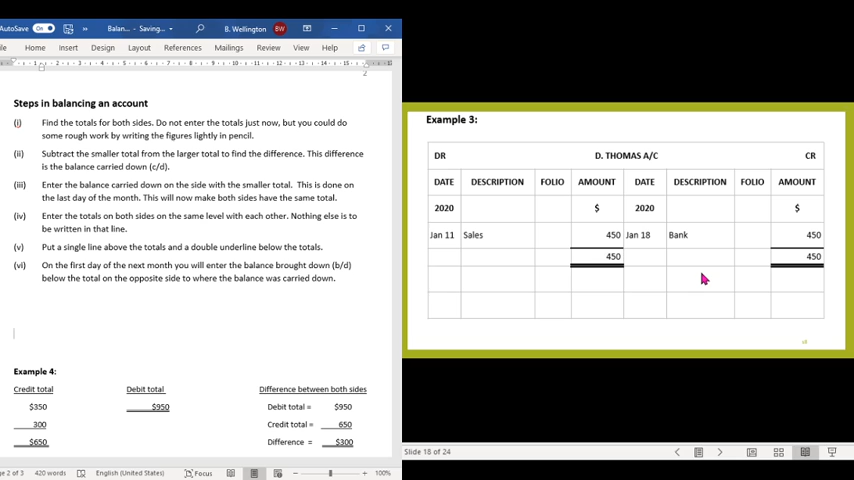 AutoSave On Balan... - Saving... B. Wellington BW
Home Insert Design Layout References Mailings Review View Help
2
Steps in balancing an account
(i) Find the totals for both sides. Do not enter the totals just now, but you could do
some rough work by writing the figures lightly in pencil.
(ii) Subtract the smaller total from the larger total to find the difference. This difference
is the balance carried down (c/d).
(iii) Enter the balance carried down on the side with the smaller total. This is done on
the last day of the month. This will now make both sides have the same total.
(iv) Enter the totals on both sides on the same level with each other. Nothing else is to
be written in that line.
(v) Put a single line above the totals and a double underline below the totals.
(vi) On the first day of the next month you will enter the balance brought down (b/d)
below the total on the opposite side to where the balance was carried down.
Example 4:
Credit total Debit total Difference between both sides
$350 $950 Debit total = $950
300 Credit total = 650
$650 Difference = $300
2 of 3 420 words English (United States) Focus 100%
Example 3:
DR D. THOMAS A/C CR
DATE DESCRIPTION FOLIO AMOUNT DATE DESCRIPTION FOLIO AMOUNT
2020 $ 2020 $
Jan 11 Sales 450 Jan 18 Bank 450
450 450
Slide 18 of 24